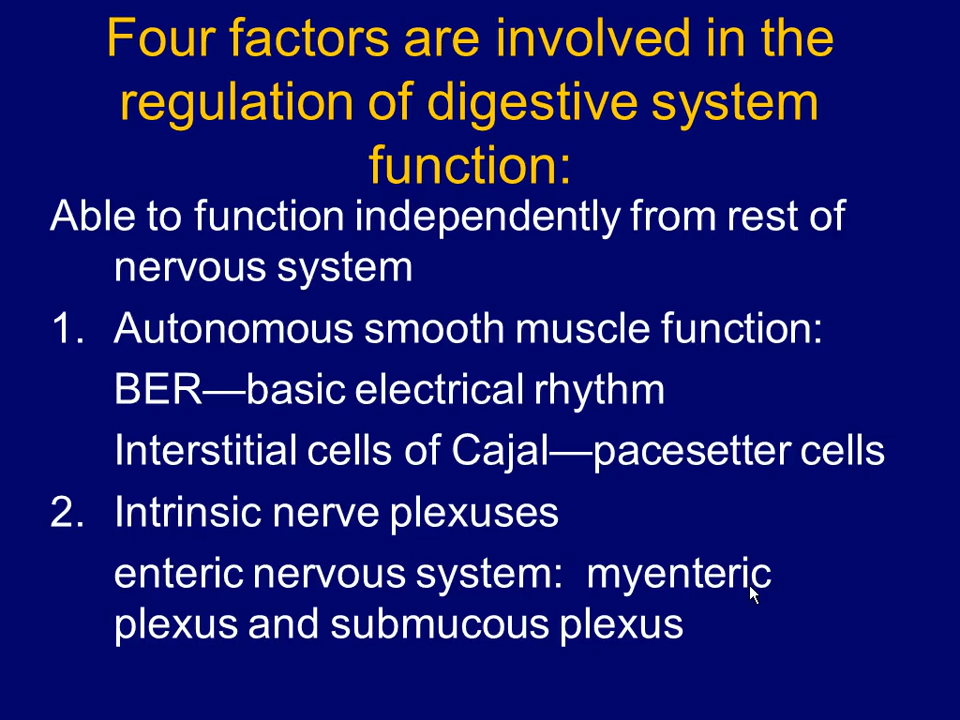 Four factors are involved in the
regulation of digestive system
function:
Able to function independently from rest of
nervous system
1. Autonomous smooth muscle function:
BER—basic electrical rhythm
Interstitial cells of Cajal—pacesetter cells
2. Intrinsic nerve plexuses
enteric nervous system:  myenteric
plexus and submucous plexus